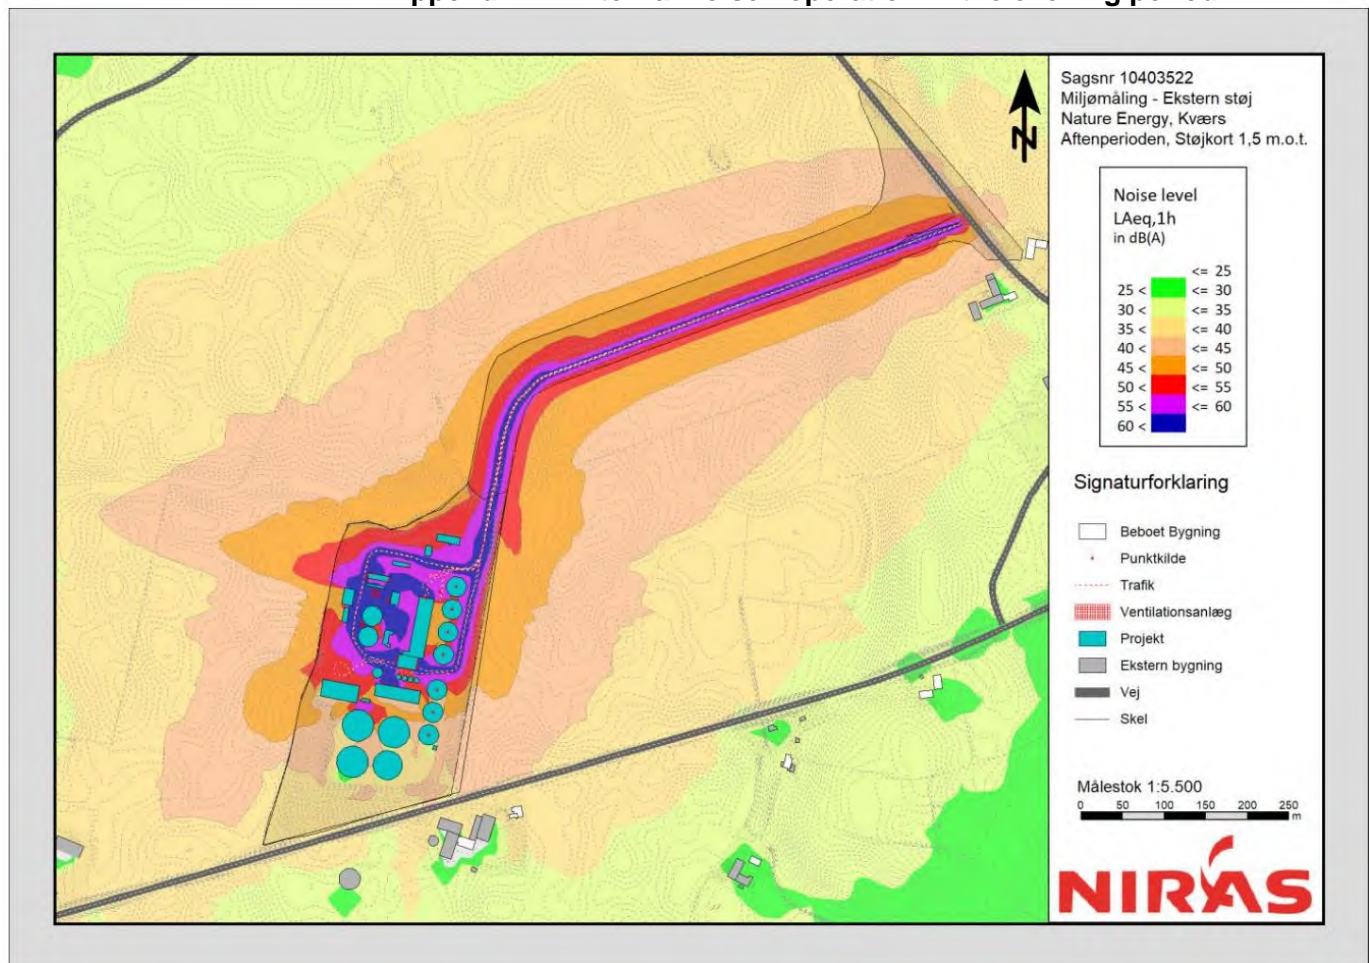 Sagsnr 10403522
Miljømåling - Ekstern støj
Nature Energy, Kværs
Aftenperioden, Støjkort 1,5 m.o.t.
N
Noise level
LAeq,1h
in dB(A)
<= 25
25 < <= 30
30 < <= 35
35 < <= 40
40 < <= 45
45 < <= 50
50 < <= 55
55 < <= 60
60 <
Signaturforklaring
Beboet Bygning
Punktkilde
Trafik
Ventilationsanlæg
Projekt
Ekstern bygning
Vej
Skel
Målestok 1:5.500
0 50 100 150 200 250
m
NIRAS